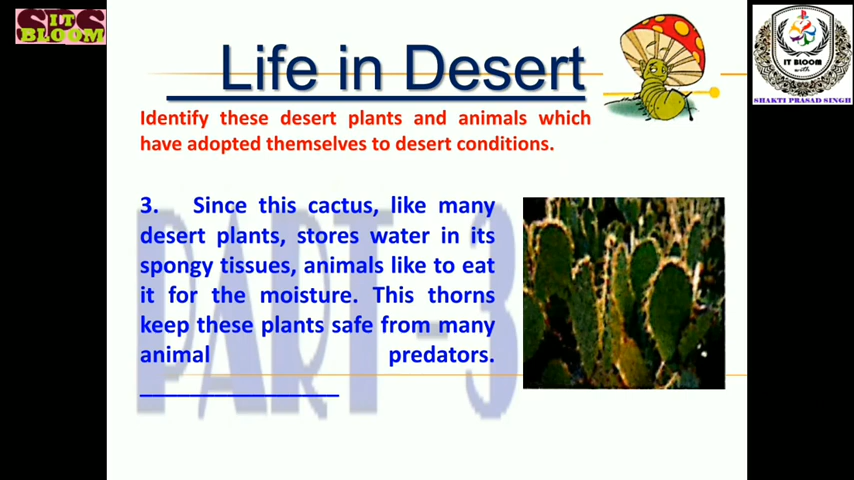 SPS
IT
BLOOM
Life in Desert
IT BLOOM
with
SHAKTI PRASAD SINGH
Identify these desert plants and animals which
have adopted themselves to desert conditions.
PART-3
3. Since this cactus, like many
desert plants, stores water in its
spongy tissues, animals like to eat
it for the moisture. This thorns
keep these plants safe from many
animal predators.
________________